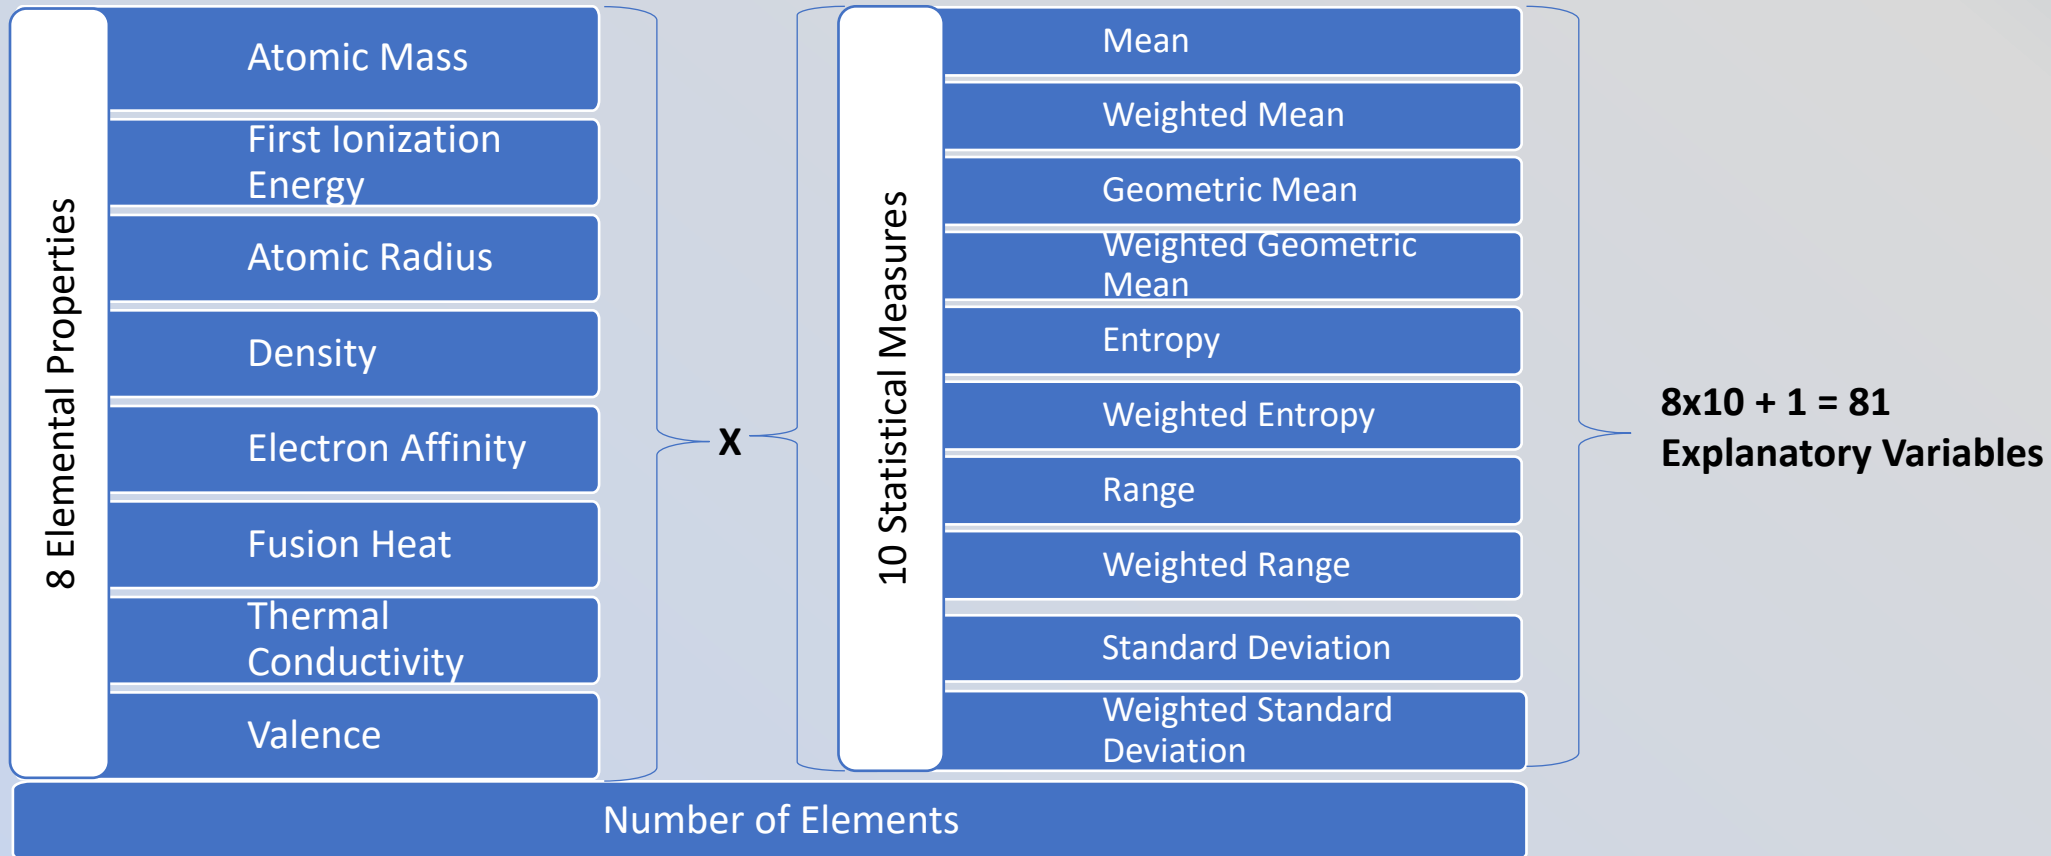 8 Elemental Properties
Atomic Mass
First Ionization
Energy
Atomic Radius
Density
Electron Affinity
Fusion Heat
Thermal
Conductivity
Valence
X
10 Statistical Measures
Mean
Weighted Mean
Geometric Mean
Weighted Geometric
Mean
Entropy
Weighted Entropy
Range
Weighted Range
Standard Deviation
Weighted Standard
Deviation
8x10 + 1 = 81
Explanatory Variables
Number of Elements